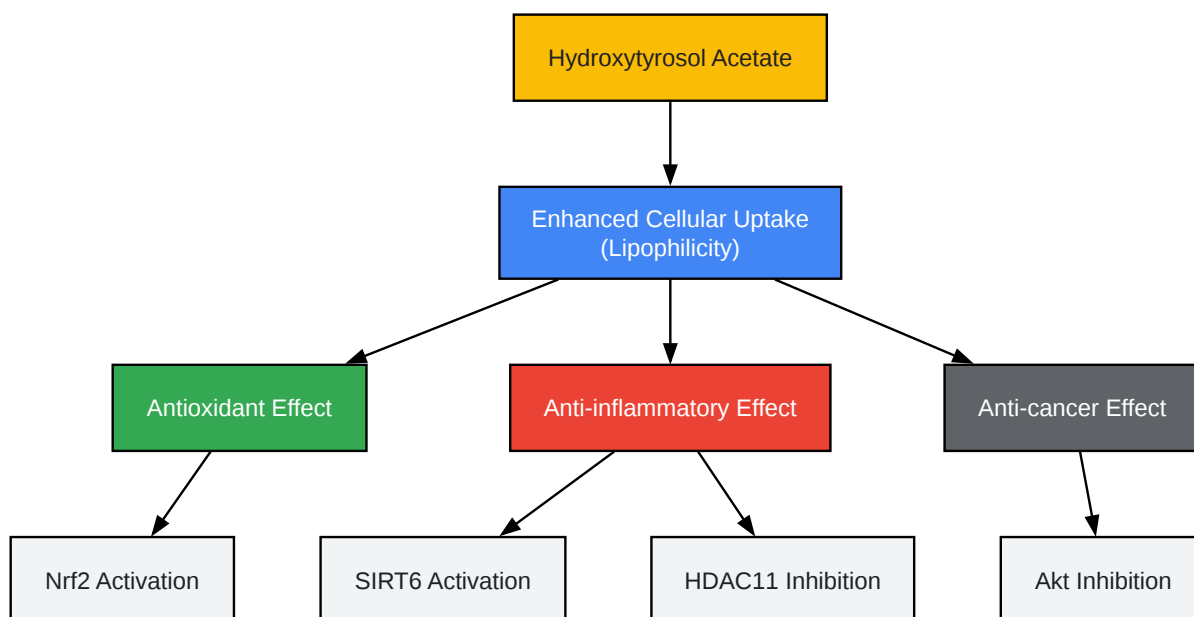 Hydroxytyrosol Acetate
Enhanced Cellular Uptake
(Lipophilicity)
Antioxidant Effect
Anti-inflammatory Effect
Anti-cancer Effect
Nrf2 Activation
SIRT6 Activation
HDAC11 Inhibition
Akt Inhibition